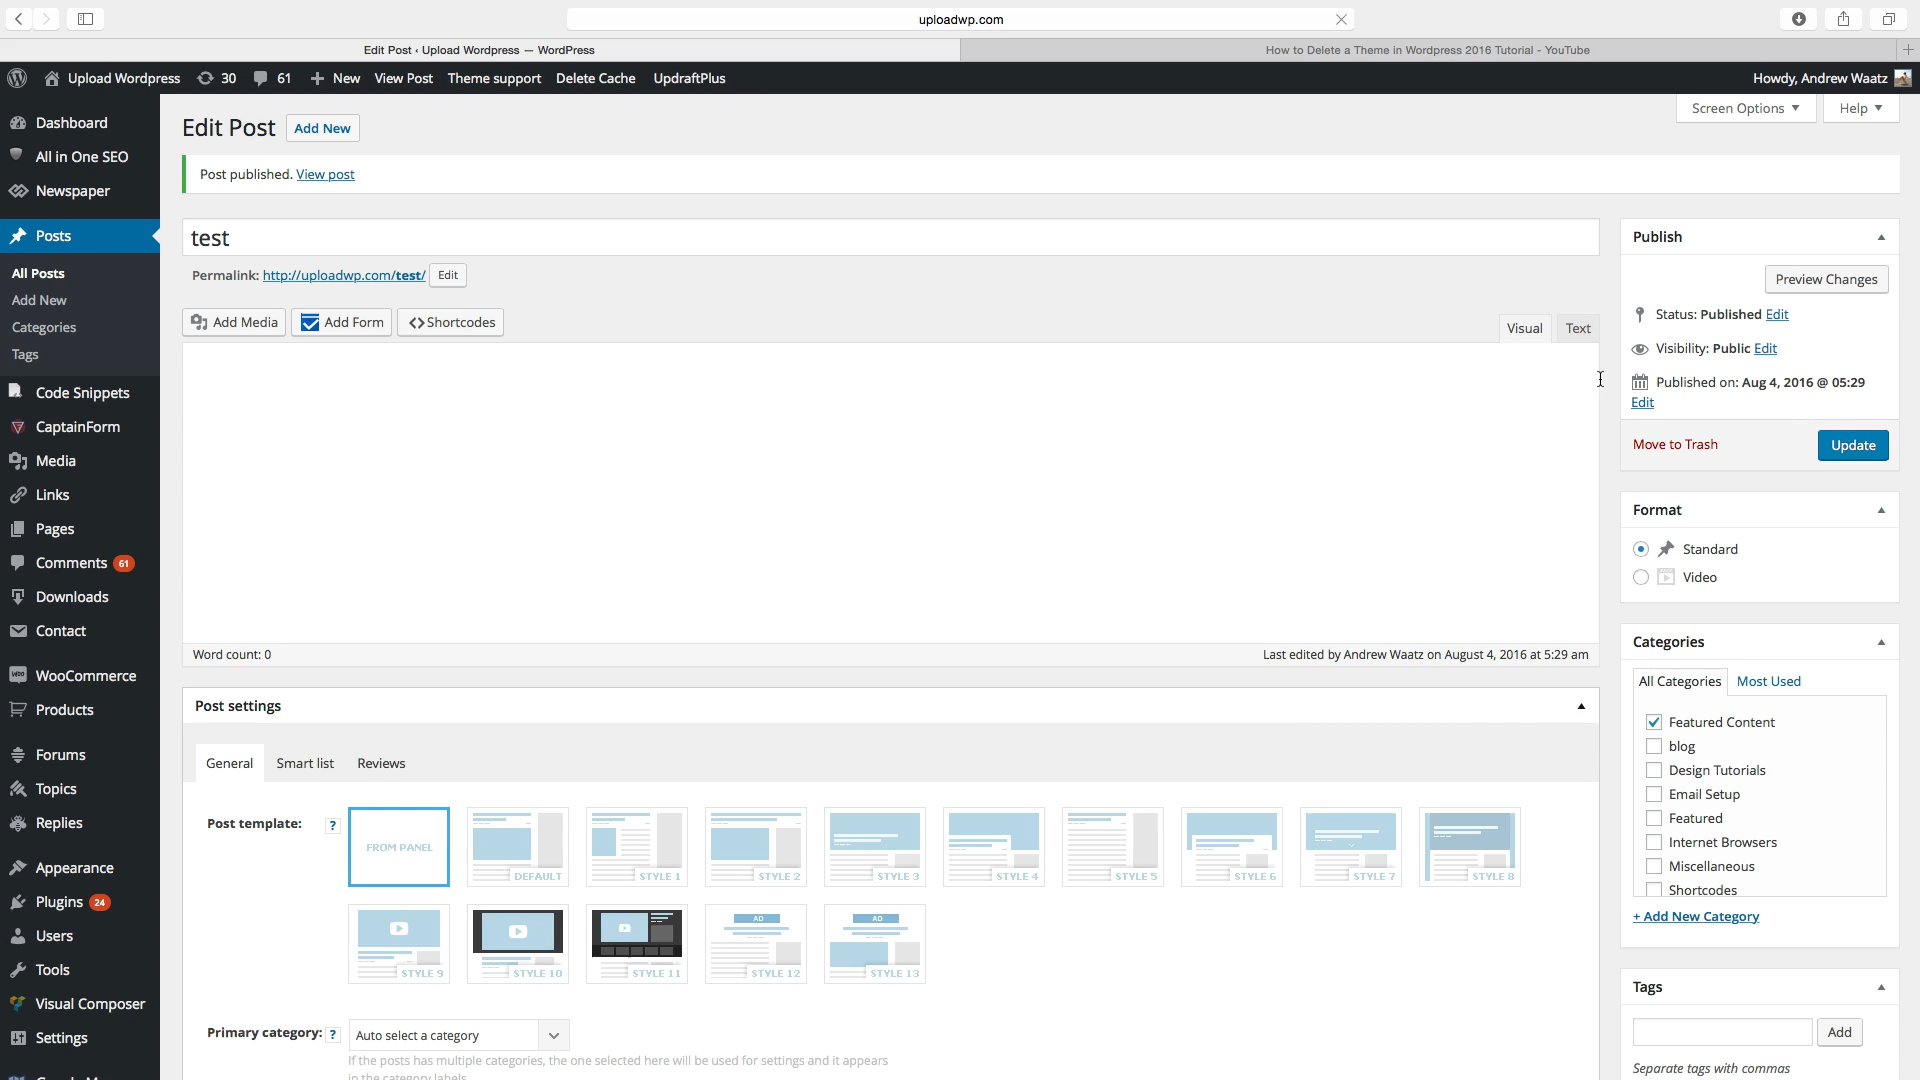 uploadwp.com
Edit Post ‹ Upload Wordpress — WordPress
How to Delete a Theme in Wordpress 2016 Tutorial - YouTube
Upload Wordpress 30 61 New View Post Theme support Delete Cache UpdraftPlus
Howdy, Andrew Waatz
Dashboard
All in One SEO
Newspaper
Posts
All Posts
Add New
Categories
Tags
Code Snippets
CaptainForm
Media
Links
Pages
Comments 61
Downloads
Contact
WooCommerce
Products
Forums
Topics
Replies
Appearance
Plugins 24
Users
Tools
Visual Composer
Settings
Screen Options
Help
Edit Post Add New
Post published. View post
test
Permalink: http://uploadwp.com/test/ Edit
Add Media Add Form Shortcodes
Visual Text
Word count: 0
Last edited by Andrew Waatz on August 4, 2016 at 5:29 am
Post settings
General Smart list Reviews
Post template: ?
FROM PANEL
DEFAULT STYLE 1 STYLE 2 STYLE 3 STYLE 4 STYLE 5 STYLE 6 STYLE 7 STYLE 8
AD AD
STYLE 9 STYLE 10 STYLE 11 STYLE 12 STYLE 13
Primary category: ? Auto select a category
If the posts has multiple categories, the one selected here will be used for settings and it appears
in the category labels
Publish
Preview Changes
Status: Published Edit
Visibility: Public Edit
Published on: Aug 4, 2016 @ 05:29
Edit
Move to Trash Update
Format
Standard
Video
Categories
All Categories Most Used
Featured Content
blog
Design Tutorials
Email Setup
Featured
Internet Browsers
Miscellaneous
Shortcodes
+ Add New Category
Tags
Add
Separate tags with commas